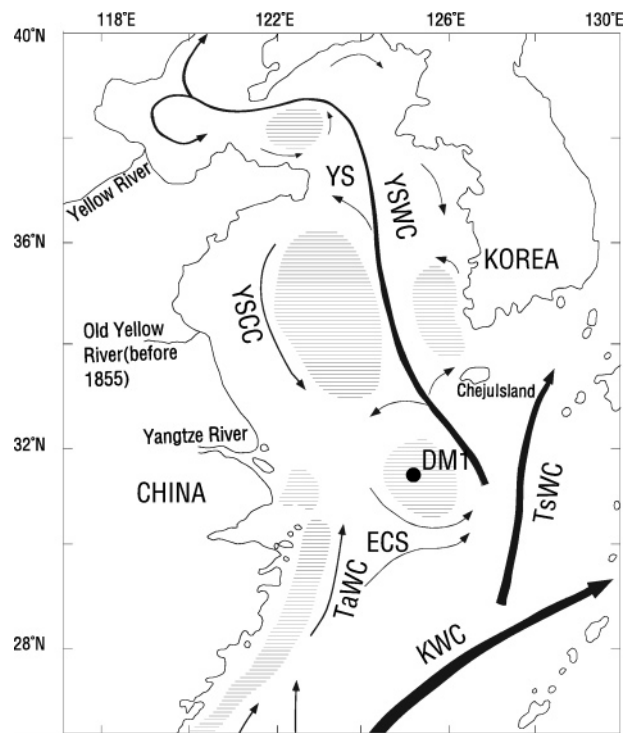 118°E
122°E
126°E
130°E
40°N
YS
YSWC
Yellow River
36°N
KOREA
YSCC
Old Yellow
River(before
1855)
ChejuIsland
Yangtze River
32°N
DM1
CHINA
TsWC
ECS
TaWC
KWC
28°N